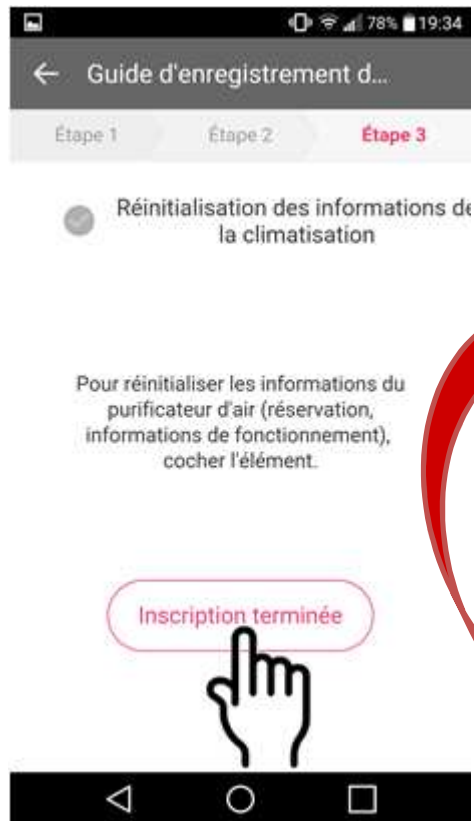 78% 19:34
Guide d'enregistrement d...
Étape 1 Étape 2 Étape 3
Réinitialisation des informations de
la climatisation
Pour réinitialiser les informations du
purificateur d'air (réservation,
informations de fonctionnement),
cocher l'élément.
Inscription terminée